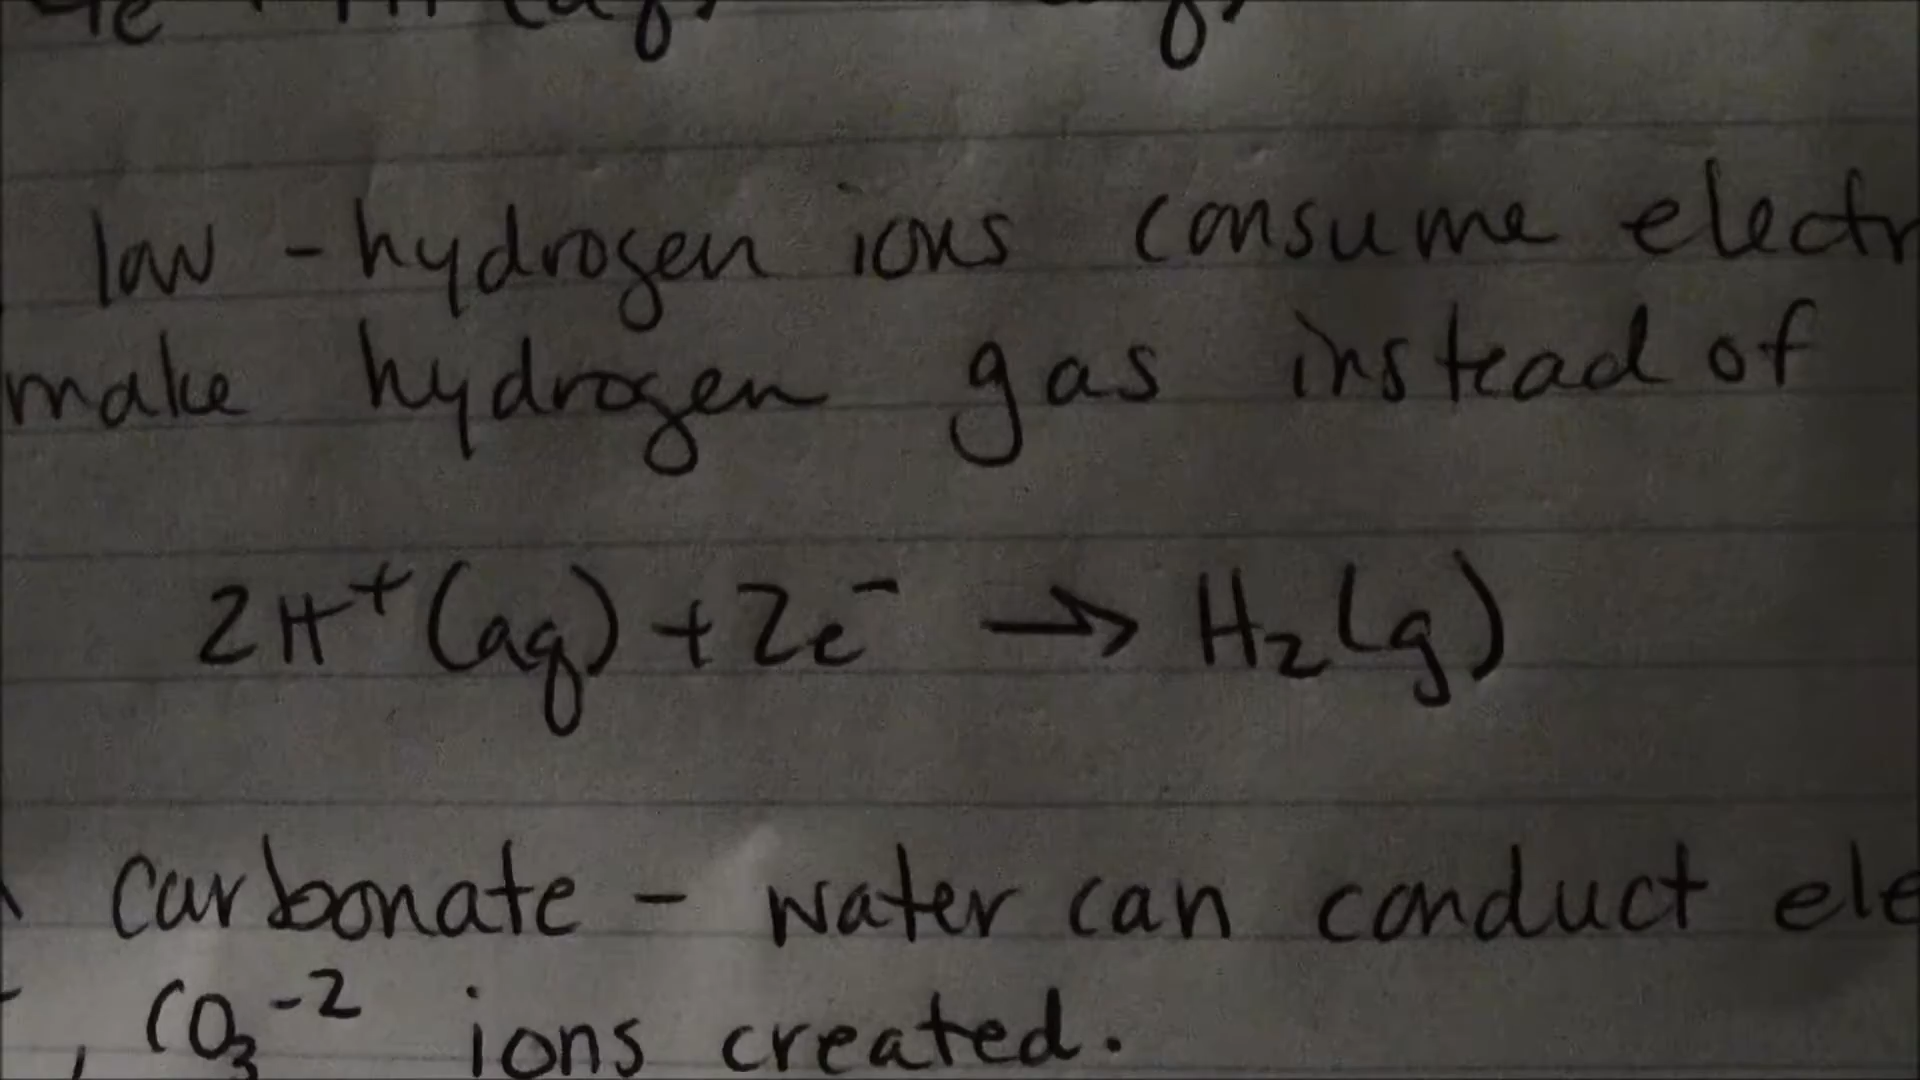 low - hydrogen ions consume electr
make hydrogen gas instead of
2H⁺(aq) + 2e⁻ → H₂(g)
carbonate - water can conduct ele
, CO₃⁻² ions created.